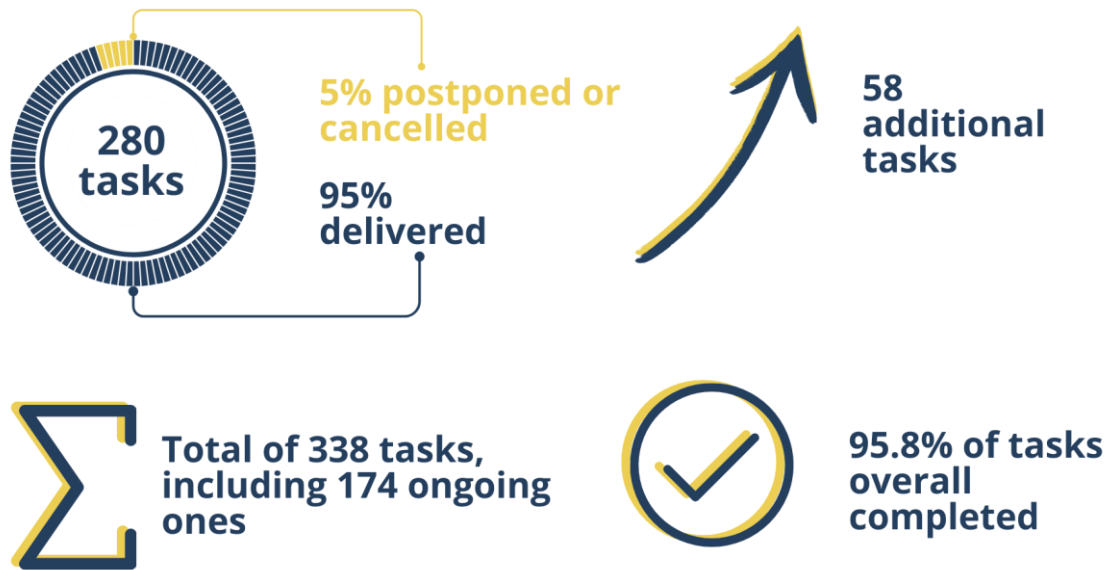 280
tasks
5% postponed or
cancelled
95%
delivered
58
additional
tasks
Total of 338 tasks,
including 174 ongoing
ones
95.8% of tasks
overall
completed